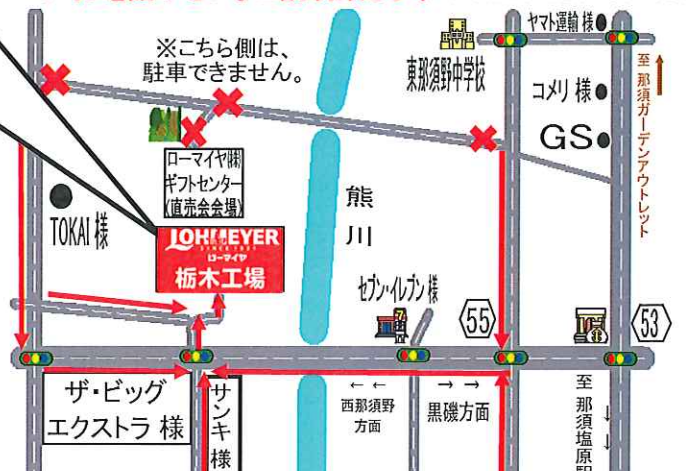 ※こちら側は、
駐車できません。
東那須野中学校
ヤマト運輸 様
コメリ 様
GS
至 那須ガーデンアウトレット
ローマイヤ㈱
ギフトセンター
(直売会会場)
熊川
TOKAI 様
LOHMEYER
SINCE 1921
ローマイヤ
栃木工場
セブン-イレブン 様
7
55
53
ザ・ビッグ
エクストラ 様
サンキ 様
← ←
西那須野
方面
→ →
黒磯方面
至 那須塩原駅
↓ ↓